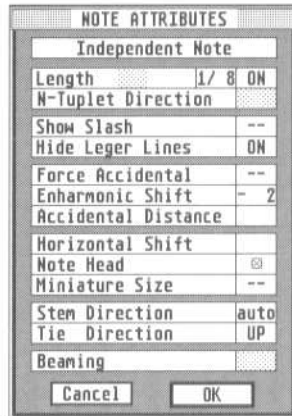 NOTE ATTRIBUTES
Independent Note
Length 1/ 8 ON
N-Tuplet Direction
Show Slash --
Hide Leger Lines ON
Force Accidental --
Enharmonic Shift - 2
Accidental Distance
Horizontal Shift
Note Head
Miniature Size --
Stem Direction auto
Tie Direction UP
Beaming
Cancel OK